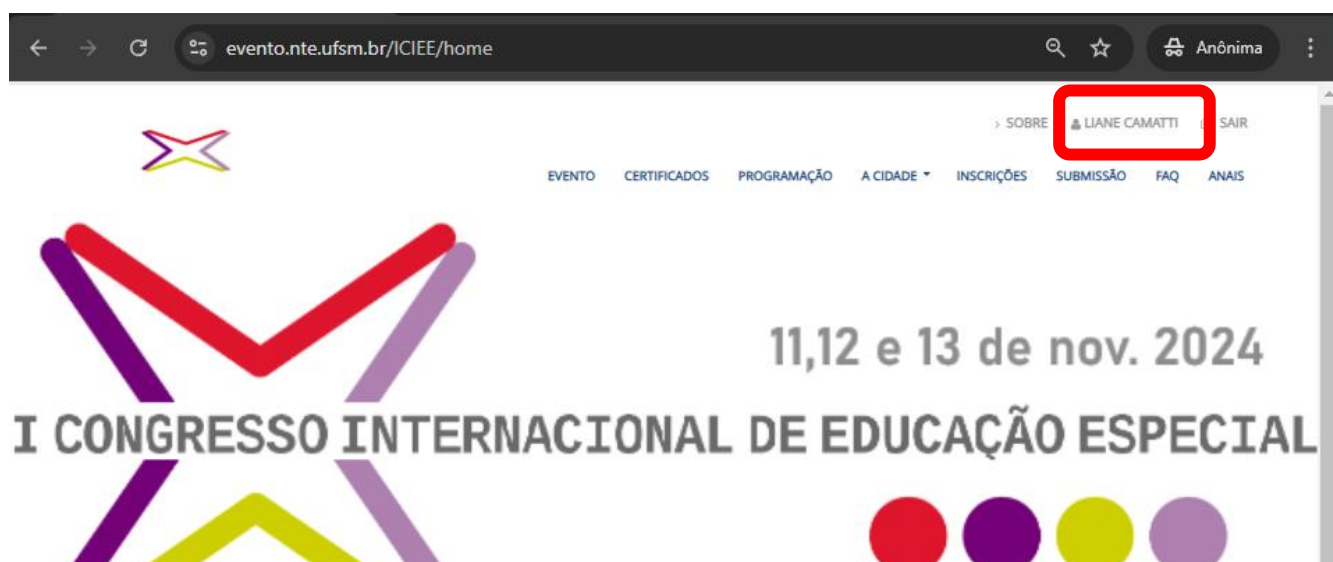 evento.nte.ufsm.br/ICIEE/home Anônima
SOBRE LIANE CAMATTI SAIR
EVENTO CERTIFICADOS PROGRAMAÇÃO A CIDADE INSCRIÇÕES SUBMISSÃO FAQ ANAIS
11,12 e 13 de nov. 2024
I CONGRESSO INTERNACIONAL DE EDUCAÇÃO ESPECIAL